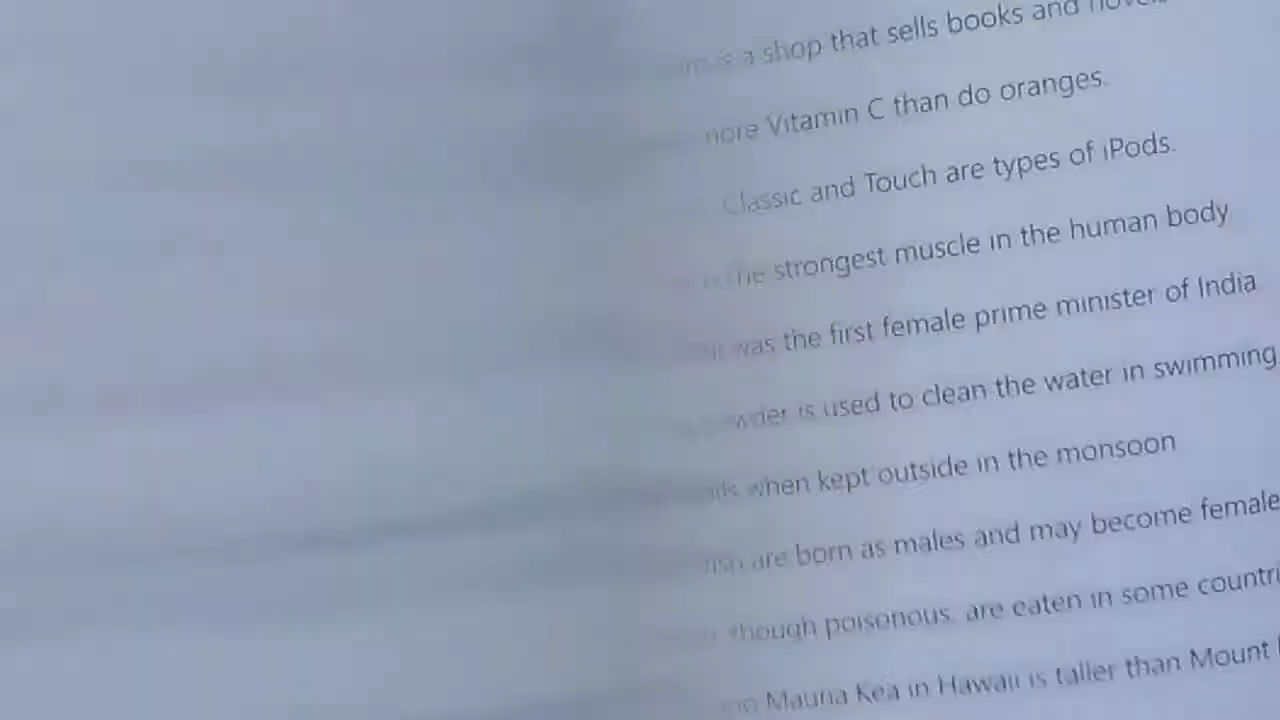 is a shop that sells books and
Vitamin C than do oranges.
Classic and Touch are types of iPods.
the strongest muscle in the human body
was the first female prime minister of India
is used to clean the water in swimming
when kept outside in the monsoon
are born as males and may become female
though poisonous, are eaten in some
Mauna Kea in Hawaii is taller than Mount